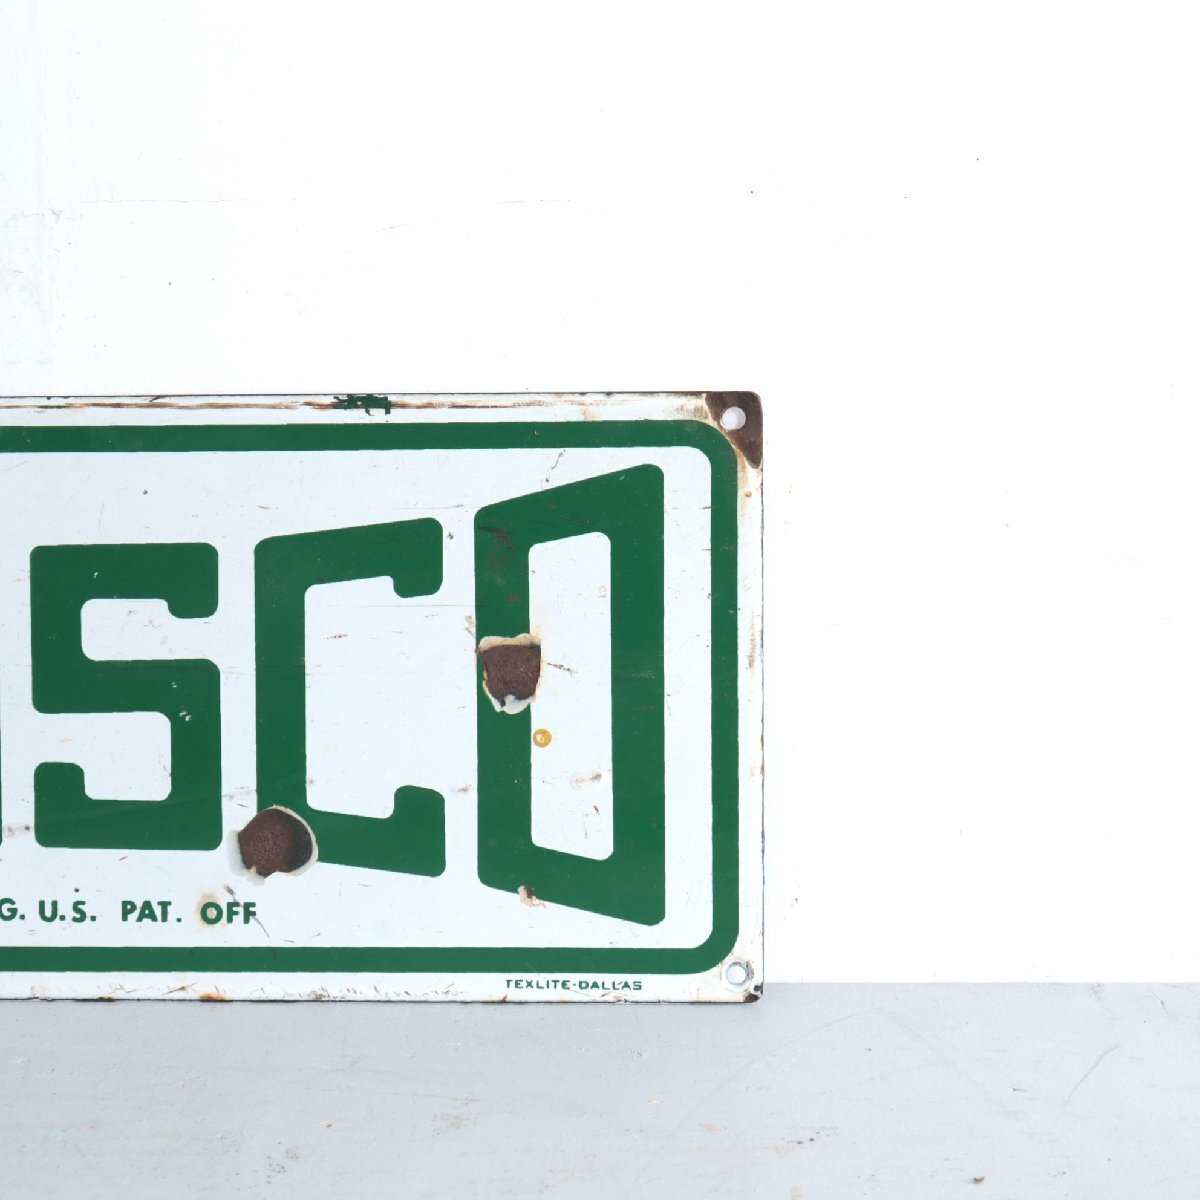 SCO
G. U.S. PAT. OFF
TEXLITE-DALLAS